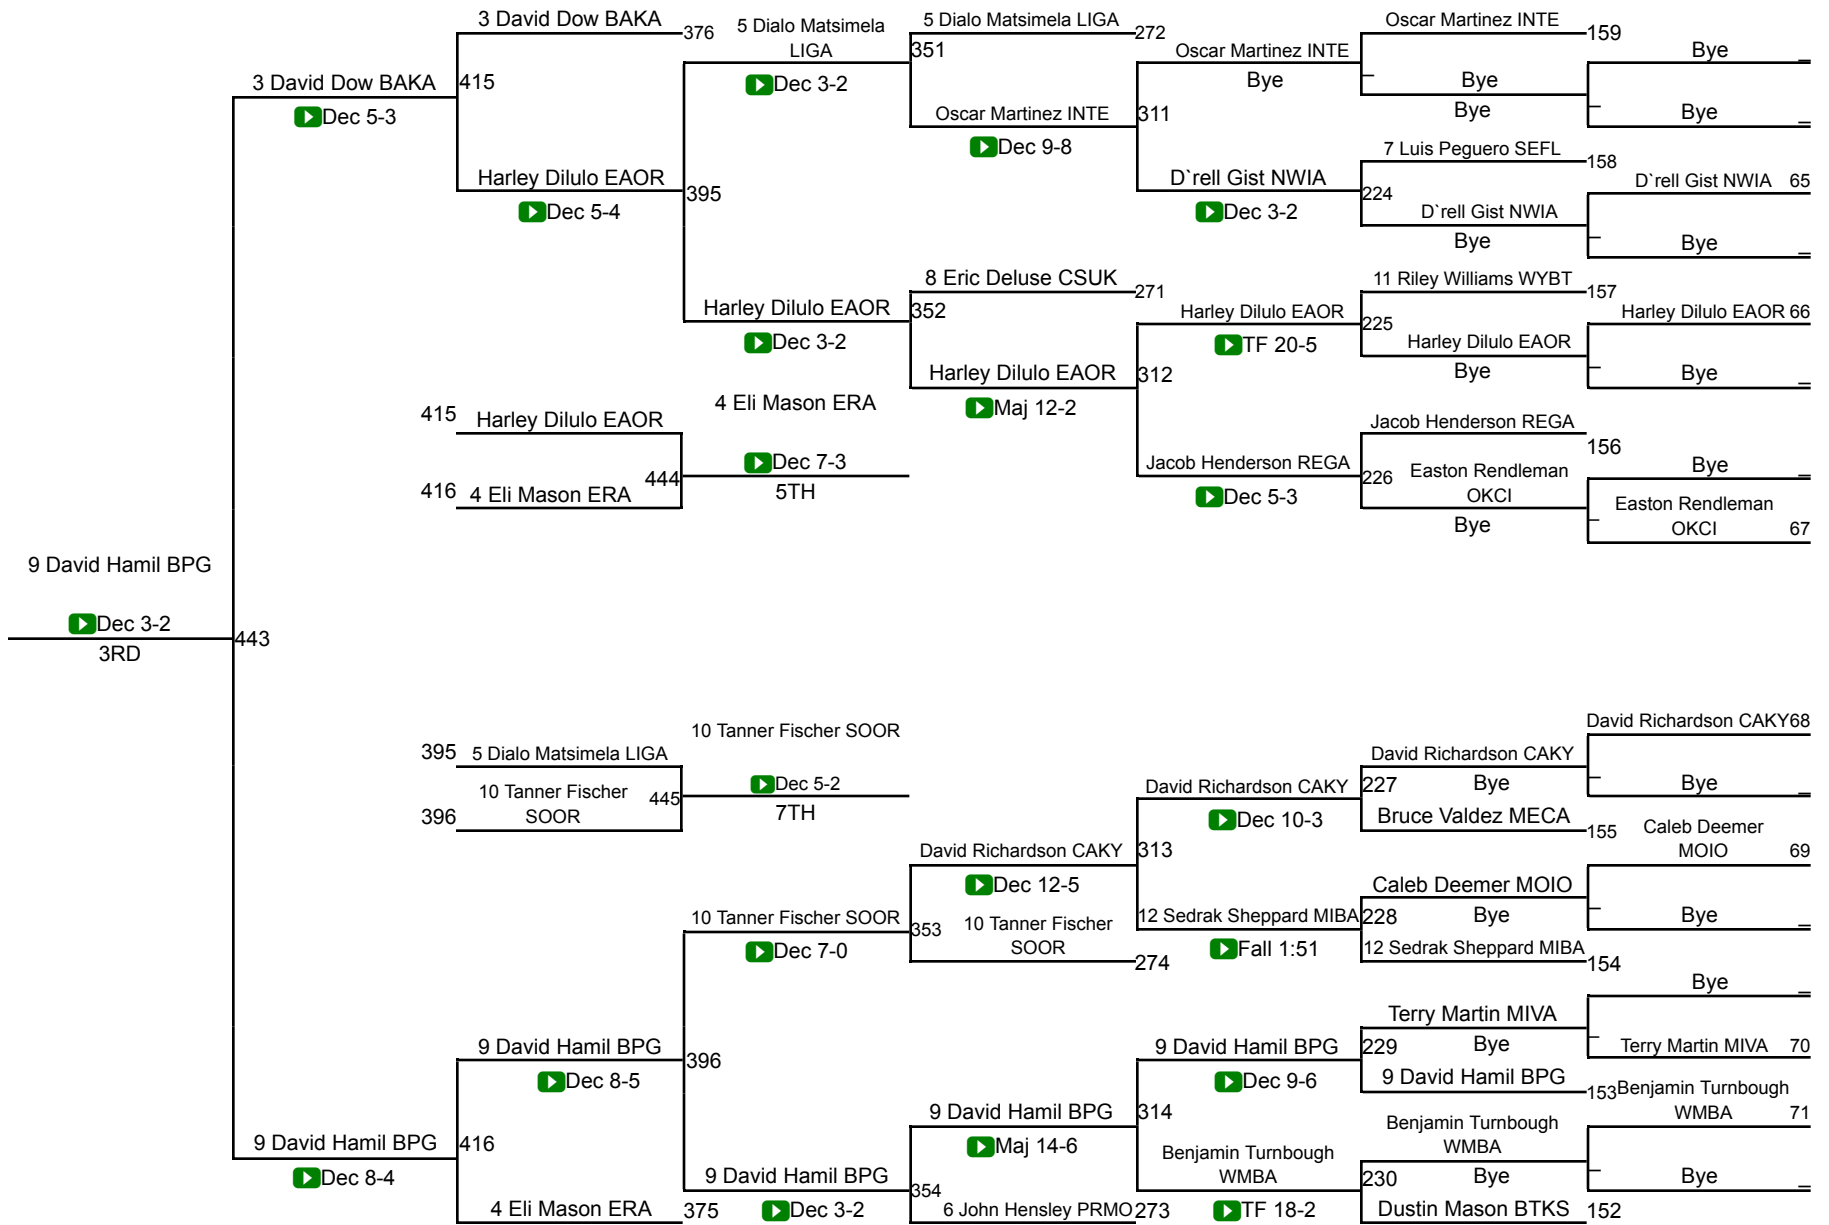 3 David Dow BAKA
376
5 Dialo Matsimela
LIGA
5 Dialo Matsimela LIGA
272
Oscar Martinez INTE
159
351
Oscar Martinez INTE
Bye
_
3 David Dow BAKA
415
Dec 3-2
Bye
_
Bye
Dec 5-3
Oscar Martinez INTE
311
Bye
_
Bye
_
Dec 9-8
7 Luis Peguero SEFL
158
Harley Dilulo EAOR
395
D`rell Gist NWIA
224
D`rell Gist NWIA 65
Dec 5-4
Dec 3-2
D`rell Gist NWIA
Bye
_
Bye
_
8 Eric Deluse CSUK
271
11 Riley Williams WYBT
157
Harley Dilulo EAOR
352
Harley Dilulo EAOR
225
Harley Dilulo EAOR 66
Dec 3-2
TF 20-5
Harley Dilulo EAOR
Bye
_
Bye
_
Harley Dilulo EAOR
312
415
Harley Dilulo EAOR
4 Eli Mason ERA
Maj 12-2
Jacob Henderson REGA
156
Dec 7-3
Jacob Henderson REGA
226
Easton Rendleman
OKCI
Bye
_
416
4 Eli Mason ERA
444
5TH
Dec 5-3
Bye
_
Easton Rendleman
OKCI
67
9 David Hamil BPG
Dec 3-2
443
3RD
David Richardson CAKY68
10 Tanner Fischer SOOR
395
5 Dialo Matsimela LIGA
David Richardson CAKY
Dec 5-2
David Richardson CAKY
227
Bye
_
Bye
_
10 Tanner Fischer
SOOR
445
396
7TH
Dec 10-3
Bruce Valdez MECA
155
Caleb Deemer
MOIO
69
David Richardson CAKY
313
Dec 12-5
Caleb Deemer MOIO
10 Tanner Fischer SOOR
353
10 Tanner Fischer
SOOR
12 Sedrak Sheppard MIBA
228
Bye
_
Bye
_
Dec 7-0
274
Fall 1:51
12 Sedrak Sheppard MIBA
154
Bye
_
Terry Martin MIVA
9 David Hamil BPG
396
9 David Hamil BPG
229
Bye
_
Terry Martin MIVA 70
Dec 8-5
Dec 9-6
9 David Hamil BPG
153
Benjamin Turnbough
WMBA
71
9 David Hamil BPG
314
9 David Hamil BPG
416
Maj 14-6
Benjamin Turnbough
WMBA
Benjamin Turnbough
WMBA
Dec 8-4
9 David Hamil BPG
354
230
Bye
_
Bye
_
4 Eli Mason ERA
375
Dec 3-2
6 John Hensley PRMO
273
TF 18-2
Dustin Mason BTKS
152